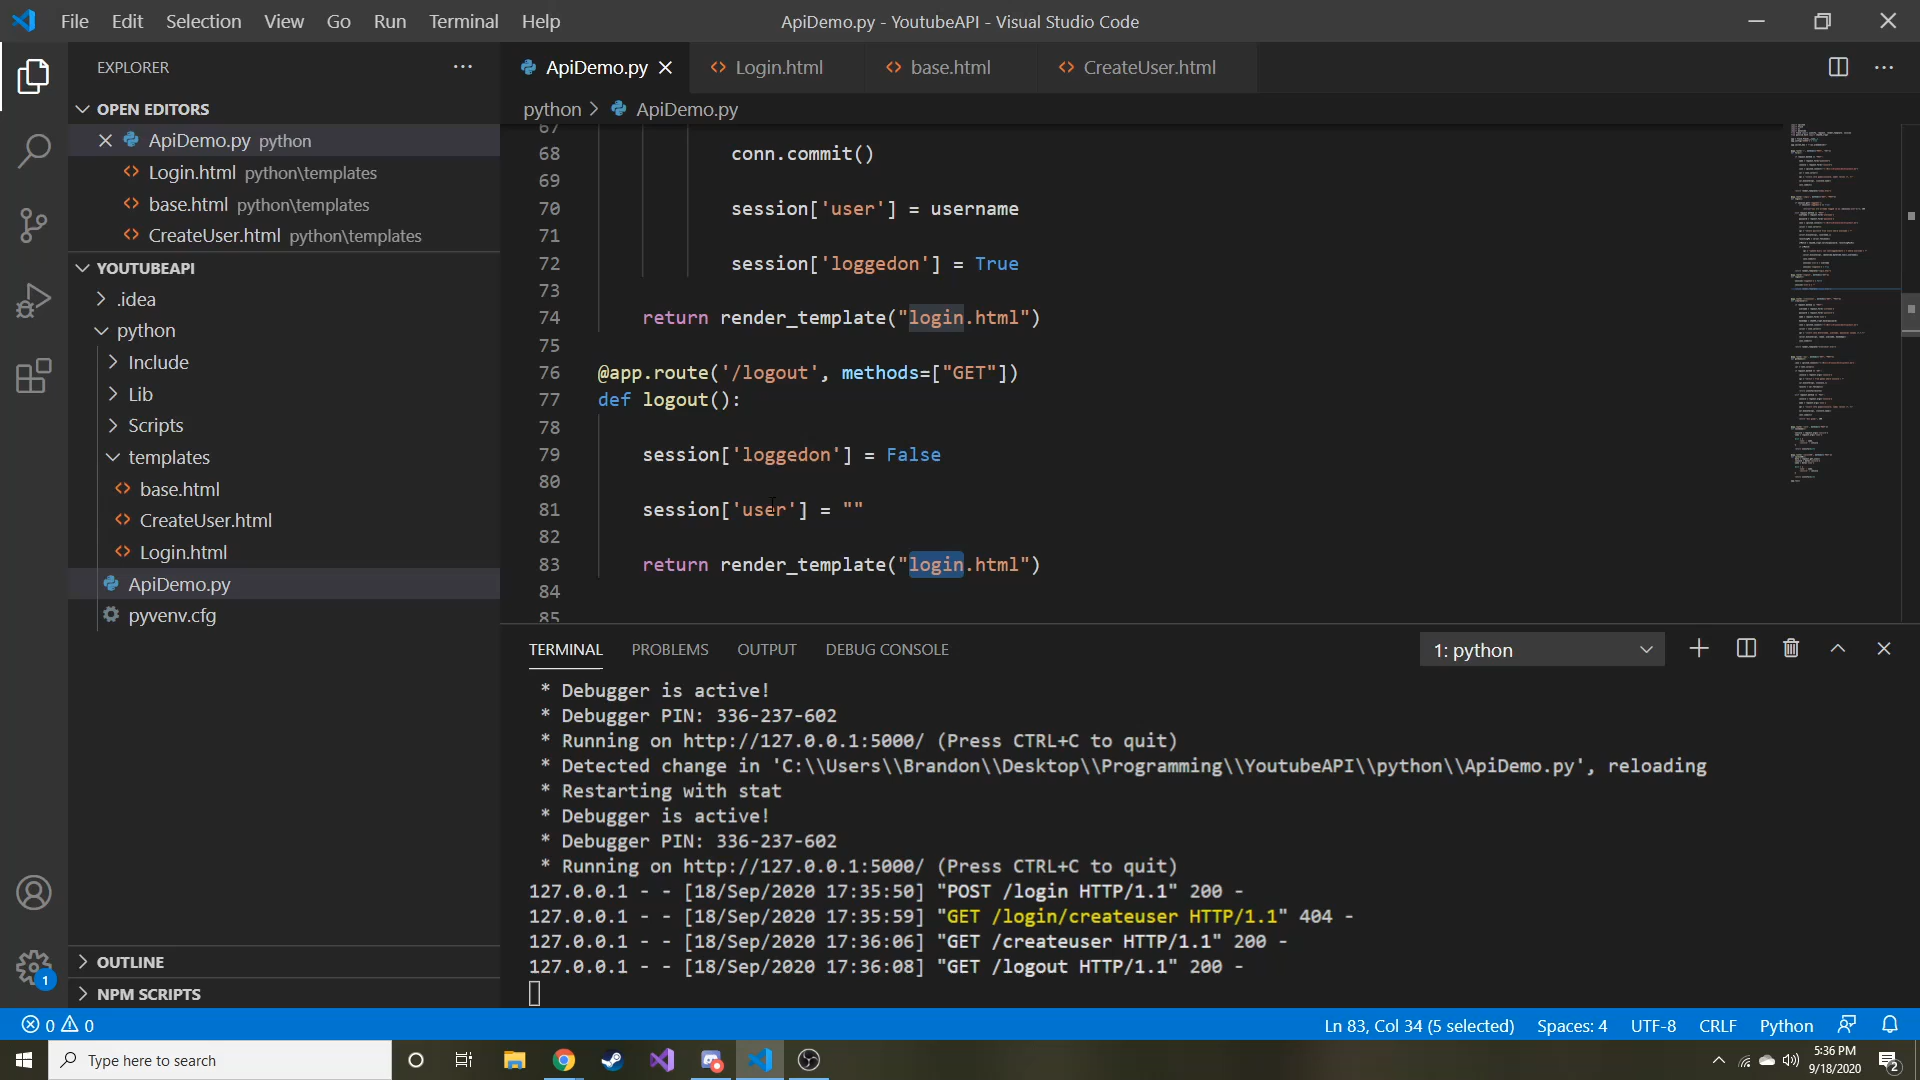 File Edit Selection View Go Run Terminal Help
ApiDemo.py - YoutubeAPI - Visual Studio Code
EXPLORER
OPEN EDITORS
ApiDemo.py python
Login.html python\templates
base.html python\templates
CreateUser.html python\templates
YOUTUBEAPI
.idea
python
Include
Lib
Scripts
templates
base.html
CreateUser.html
Login.html
ApiDemo.py
pyvenv.cfg
OUTLINE
NPM SCRIPTS
ApiDemo.py Login.html base.html CreateUser.html
python > ApiDemo.py
67
68 conn.commit()
69
70 session['user'] = username
71
72 session['loggedon'] = True
73
74 return render_template("login.html")
75
76 @app.route('/logout', methods=["GET"])
77 def logout():
78
79 session['loggedon'] = False
80
81 session['user'] = ""
82
83 return render_template("login.html")
84
85
TERMINAL PROBLEMS OUTPUT DEBUG CONSOLE
1: python
* Debugger is active!
* Debugger PIN: 336-237-602
* Running on http://127.0.0.1:5000/ (Press CTRL+C to quit)
* Detected change in 'C:\\Users\\Brandon\\Desktop\\Programming\\YoutubeAPI\\python\\ApiDemo.py', reloading
* Restarting with stat
* Debugger is active!
* Debugger PIN: 336-237-602
* Running on http://127.0.0.1:5000/ (Press CTRL+C to quit)
127.0.0.1 - - [18/Sep/2020 17:35:50] "POST /login HTTP/1.1" 200 -
127.0.0.1 - - [18/Sep/2020 17:35:59] "GET /login/createuser HTTP/1.1" 404 -
127.0.0.1 - - [18/Sep/2020 17:36:06] "GET /createuser HTTP/1.1" 200 -
127.0.0.1 - - [18/Sep/2020 17:36:08] "GET /logout HTTP/1.1" 200 -
1
0 0
Ln 83, Col 34 (5 selected) Spaces: 4 UTF-8 CRLF Python
Type here to search
5:36 PM
9/18/2020
2